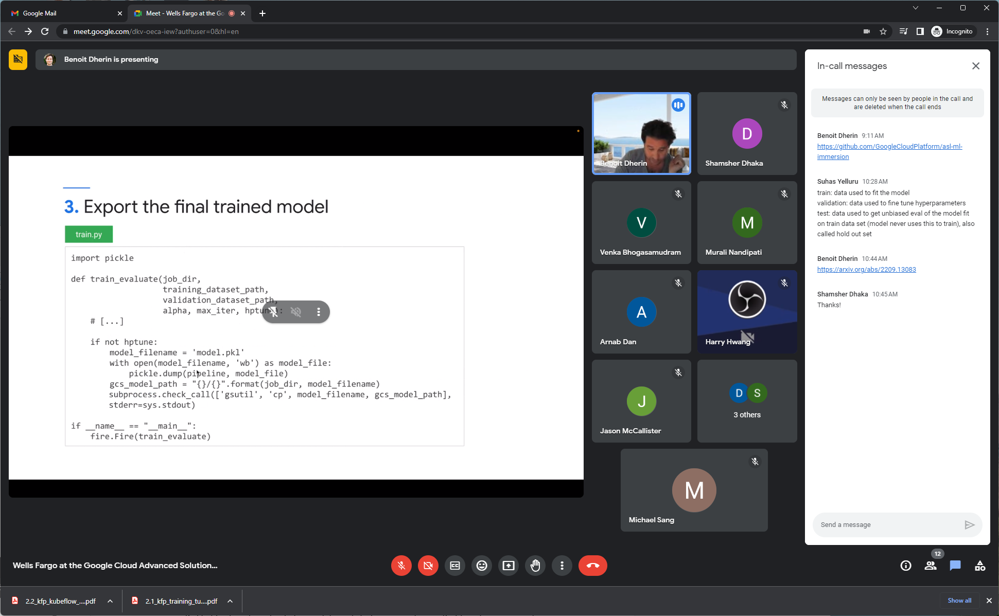 Google Mail
Meet - Wells Fargo at the Go
meet.google.com/dkv-oeca-iew?authuser=0&hl=en
Incognito
Benoit Dherin is presenting
3. Export the final trained model
train.py
import pickle
def train_evaluate(job_dir,
training_dataset_path,
validation_dataset_path,
alpha, max_iter, hptune):
# [...]
if not hptune:
model_filename = 'model.pkl'
with open(model_filename, 'wb') as model_file:
pickle.dump(pipeline, model_file)
gcs_model_path = "{}/{}".format(job_dir, model_filename)
subprocess.check_call(['gsutil', 'cp', model_filename, gcs_model_path],
stderr=sys.stdout)
if __name__ == "__main__":
fire.Fire(train_evaluate)
Benoit Dherin
D
Shamsher Dhaka
V
Venka Bhogasamudram
M
Murali Nandipati
A
Arnab Dan
Harry Hwang
J
Jason McCallister
D S
3 others
M
Michael Sang
In-call messages
Messages can only be seen by people in the call and
are deleted when the call ends
Benoit Dherin 9:11 AM
https://github.com/GoogleCloudPlatform/asl-ml-
immersion
Suhas Yelluru 10:28 AM
train: data used to fit the model
validation: data used to fine tune hyperparameters
test: data used to get unbiased eval of the model fit
on train data set (model never uses this to train), also
called hold out set
Benoit Dherin 10:44 AM
https://arxiv.org/abs/2209.13083
Shamsher Dhaka 10:45 AM
Thanks!
Send a message
Wells Fargo at the Google Cloud Advanced Solution...
CC
12
2.2_kfp_kubeflow_....pdf
2.1_kfp_training_tu....pdf
Show all